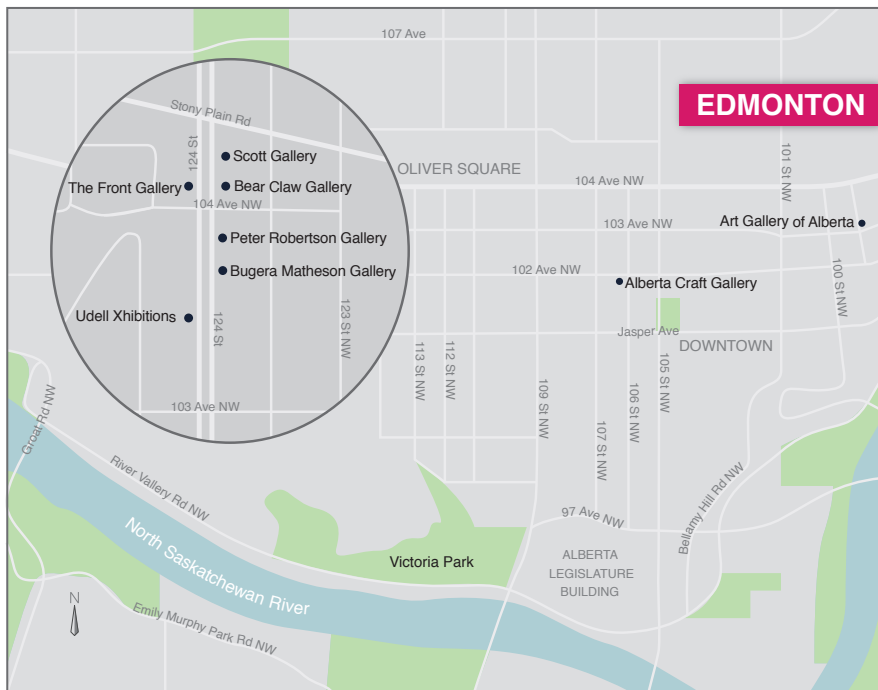 107 Ave
EDMONTON
Stony Plain Rd
124 St
Scott Gallery
101 St NW
OLIVER SQUARE
The Front Gallery
Bear Claw Gallery
104 Ave NW
104 Ave NW
103 Ave NW
Art Gallery of Alberta
Peter Robertson Gallery
Bugera Matheson Gallery
102 Ave NW
Alberta Craft Gallery
100 St NW
Udell Xhibitions
124 St
123 St NW
Jasper Ave
DOWNTOWN
113 St NW
112 St NW
109 St NW
107 St NW
106 St NW
105 St NW
103 Ave NW
Groat Rd NW
River Vallery Rd NW
97 Ave NW
Bellamy Hill Rd NW
North Saskatchewan River
Victoria Park
ALBERTA
LEGISLATURE
BUILDING
N
Emily Murphy Park Rd NW